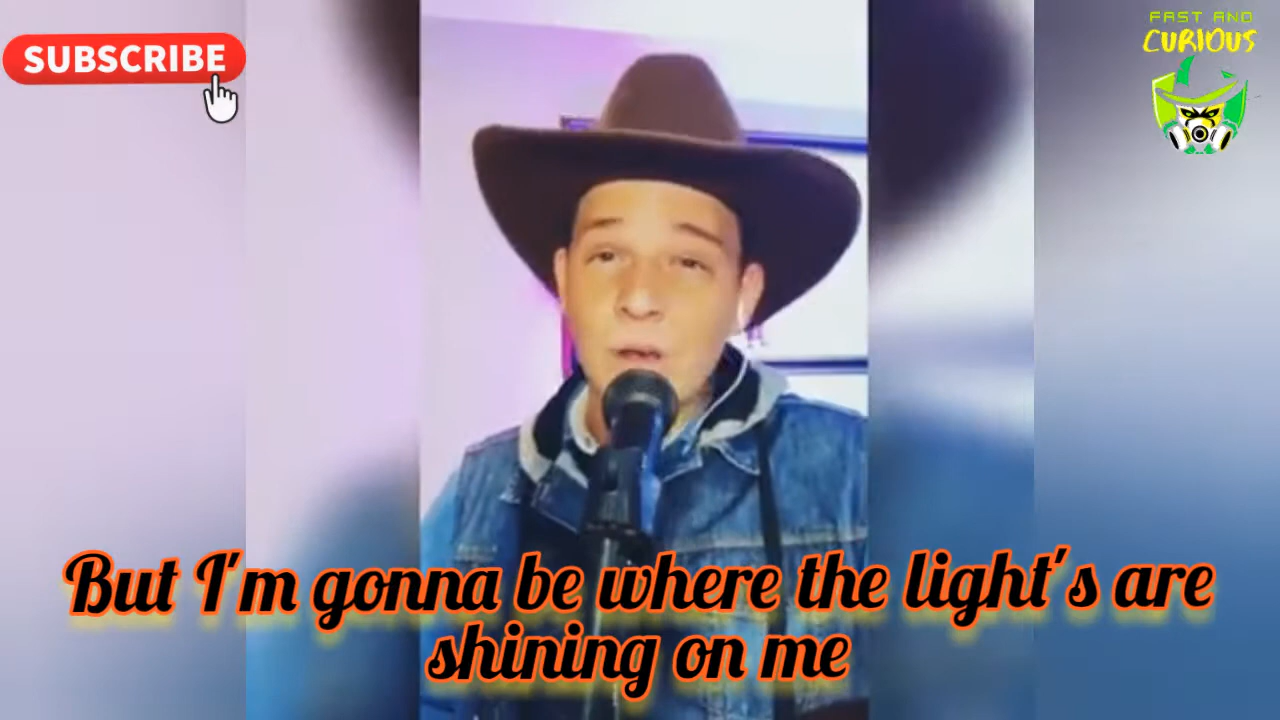 SUBSCRIBE
FAST AND
CURIOUS
But I'm gonna be where the light's are
shining on me